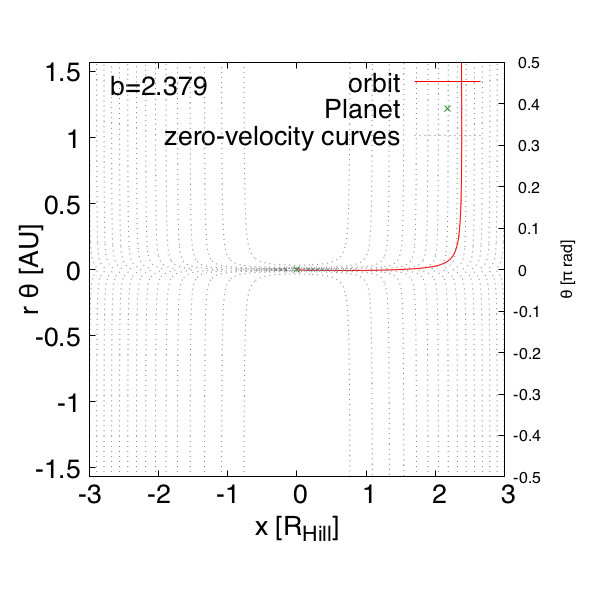 b=2.379
orbit
Planet
zero-velocity curves
1.5
1
0.5
0
-0.5
-1
-1.5
r θ [AU]
0.5
0.4
0.3
0.2
0.1
0
-0.1
-0.2
-0.3
-0.4
-0.5
θ [π rad]
-3 -2 -1 0 1 2 3
x [R_Hill]